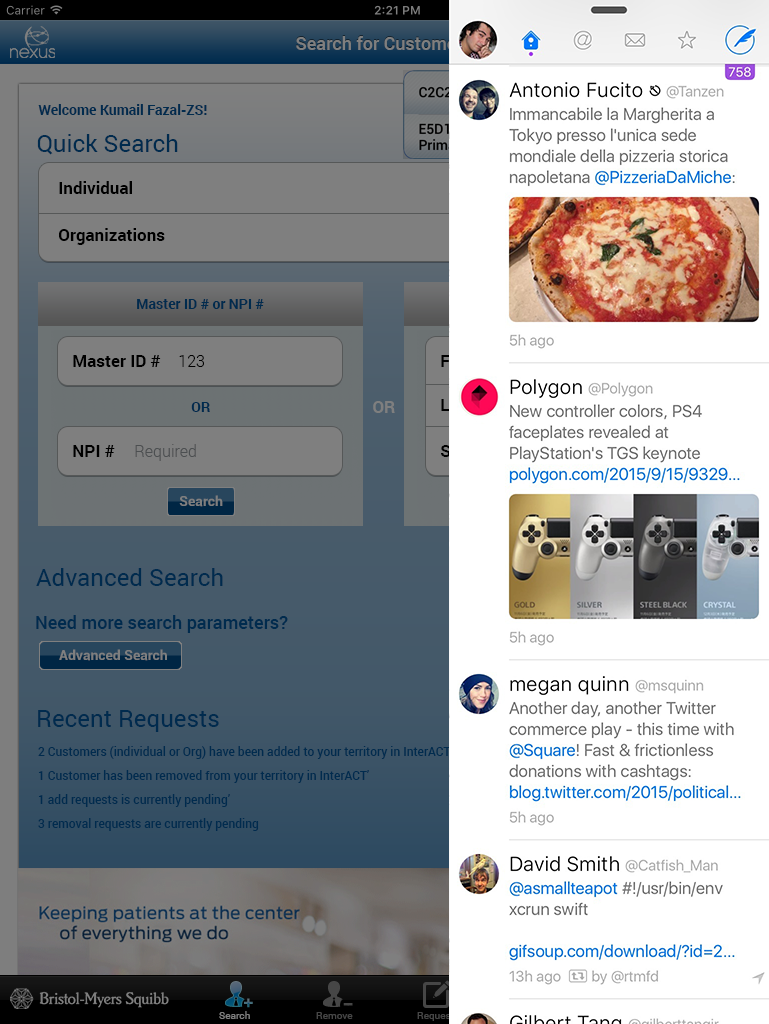 Carrier
2:21 PM
nexus
Search for Custome
Welcome Kumail Fazal-ZS!
C2C2
E5D1
Prim
Quick Search
Individual
Organizations
Master ID # or NPI #
Master ID # 123
OR
NPI # Required
Search
OR
F
L
S
Advanced Search
Need more search parameters?
Advanced Search
Recent Requests
2 Customers (individual or Org) have been added to your territory in InterACT
1 Customer has been removed from your territory in InterACT'
1 add requests is currently pending'
3 removal requests are currently pending
Keeping patients at the center
of everything we do
Bristol-Myers Squibb
Search
Remove
Reques
@
758
Antonio Fucito @Tanzen
Immancabile la Margherita a
Tokyo presso l'unica sede
mondiale della pizzeria storica
napoletana @PizzeriaDaMiche:
5h ago
Polygon @Polygon
New controller colors, PS4
faceplates revealed at
PlayStation's TGS keynote
polygon.com/2015/9/15/9329...
GOLD SILVER STEEL BLACK CRYSTAL
5h ago
megan quinn @msquinn
Another day, another Twitter
commerce play - this time with
@Square! Fast & frictionless
donations with cashtags:
blog.twitter.com/2015/political...
5h ago
David Smith @Catfish_Man
@asmallteapot #!/usr/bin/env
xcrun swift
gifsoup.com/download/?id=2...
13h ago by @rtmfd
Gilbert Tang